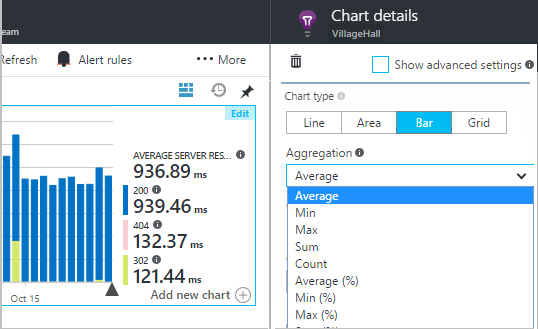 eam
Refresh
Alert rules
••• More
Edit
AVERAGE SERVER RES...
936.89 ms
200
939.46 ms
404
132.37 ms
302
121.44 ms
Oct 15
Add new chart
Chart details
VillageHall
Show advanced settings
Chart type
Line
Area
Bar
Grid
Aggregation
Average
Average
Min
Max
Sum
Count
Average (%)
Min (%)
Max (%)